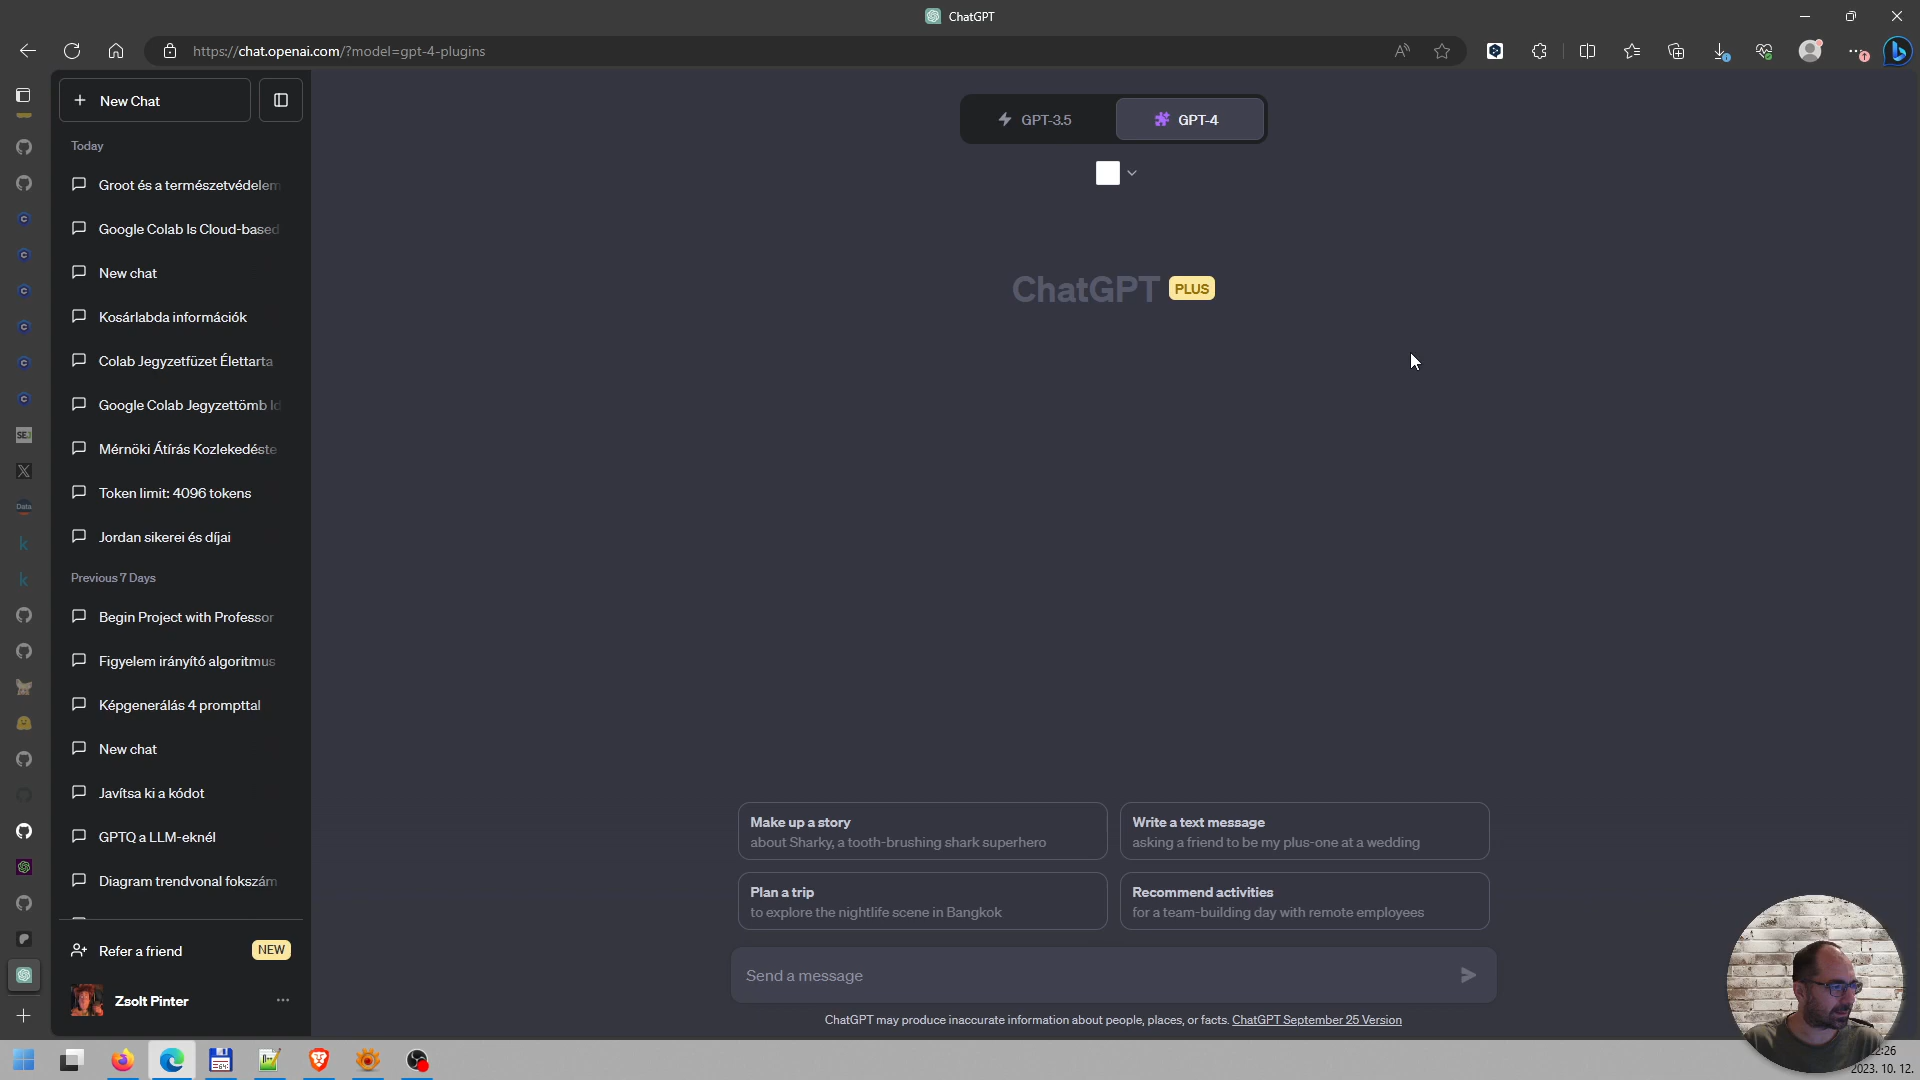 ChatGPT
https://chat.openai.com/?model=gpt-4-plugins
New Chat
Today
Groot és a természetvédelem
Google Colab Is Cloud-based
New chat
Kosárlabda információk
Colab Jegyzetfüzet Élettarta
Google Colab Jegyzettömb Id
Mérnöki Átírás Kozlekedéste
Token limit: 4096 tokens
Jordan sikerei és díjai
Previous 7 Days
Begin Project with Professor
Figyelem irányító algoritmus
Képgenerálás 4 prompttal
New chat
Javítsa ki a kódot
GPTQ a LLM-eknél
Diagram trendvonal fokszám
Refer a friend NEW
Zsolt Pinter
GPT-3.5 GPT-4
ChatGPT PLUS
Make up a story
about Sharky, a tooth-brushing shark superhero
Write a text message
asking a friend to be my plus-one at a wedding
Plan a trip
to explore the nightlife scene in Bangkok
Recommend activities
for a team-building day with remote employees
Send a message
ChatGPT may produce inaccurate information about people, places, or facts. ChatGPT September 25 Version
2:26
2023. 10. 12.